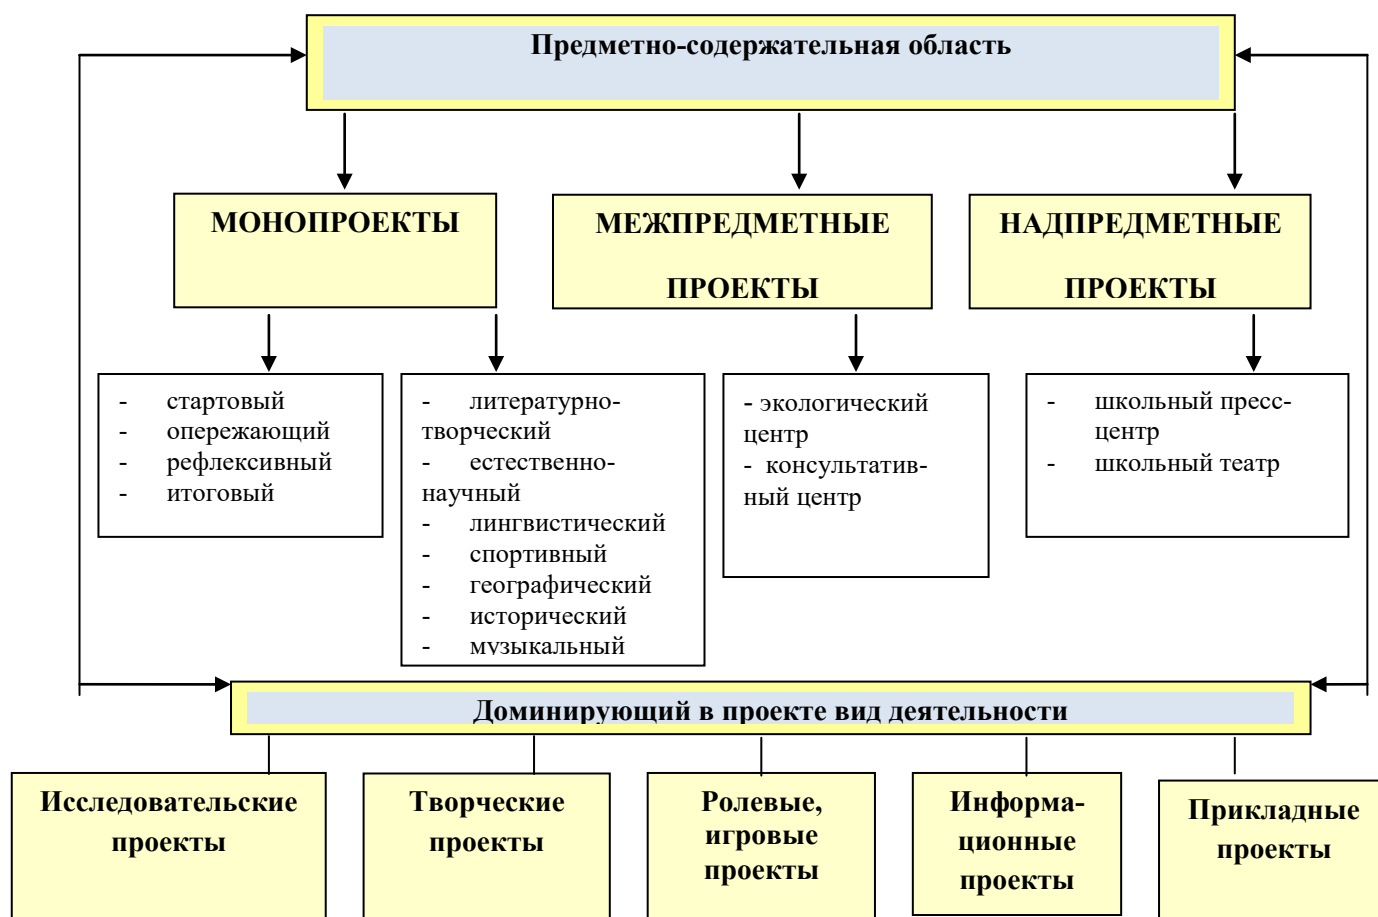 Предметно-содержательная область
МОНОПРОЕКТЫ
МЕЖПРЕДМЕТНЫЕ
ПРОЕКТЫ
НАДПРЕДМЕТНЫЕ
ПРОЕКТЫ
- стартовый
- опережающий
- рефлексивный
- итоговый
- литературно-
творческий
- естественно-
научный
- лингвистический
- спортивный
- географический
- исторический
- музыкальный
- экологический
центр
- консультатив-
ный центр
- школьный пресс-
центр
- школьный театр
Доминирующий в проекте вид деятельности
Исследовательские
проекты
Творческие
проекты
Ролевые,
игровые
проекты
Информа-
ционные
проекты
Прикладные
проекты